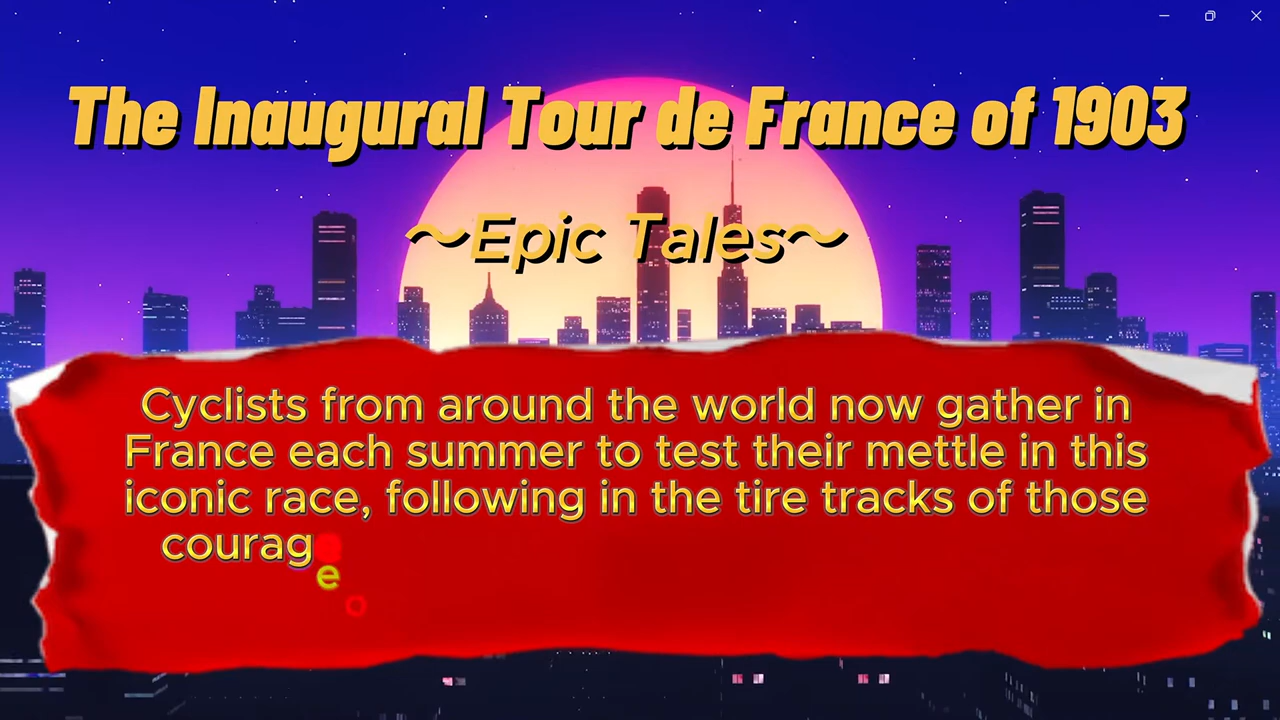 The Inaugural Tour de France of 1903
~Epic Tales~
Cyclists from around the world now gather in
France each summer to test their mettle in this
iconic race, following in the tire tracks of those
courageo